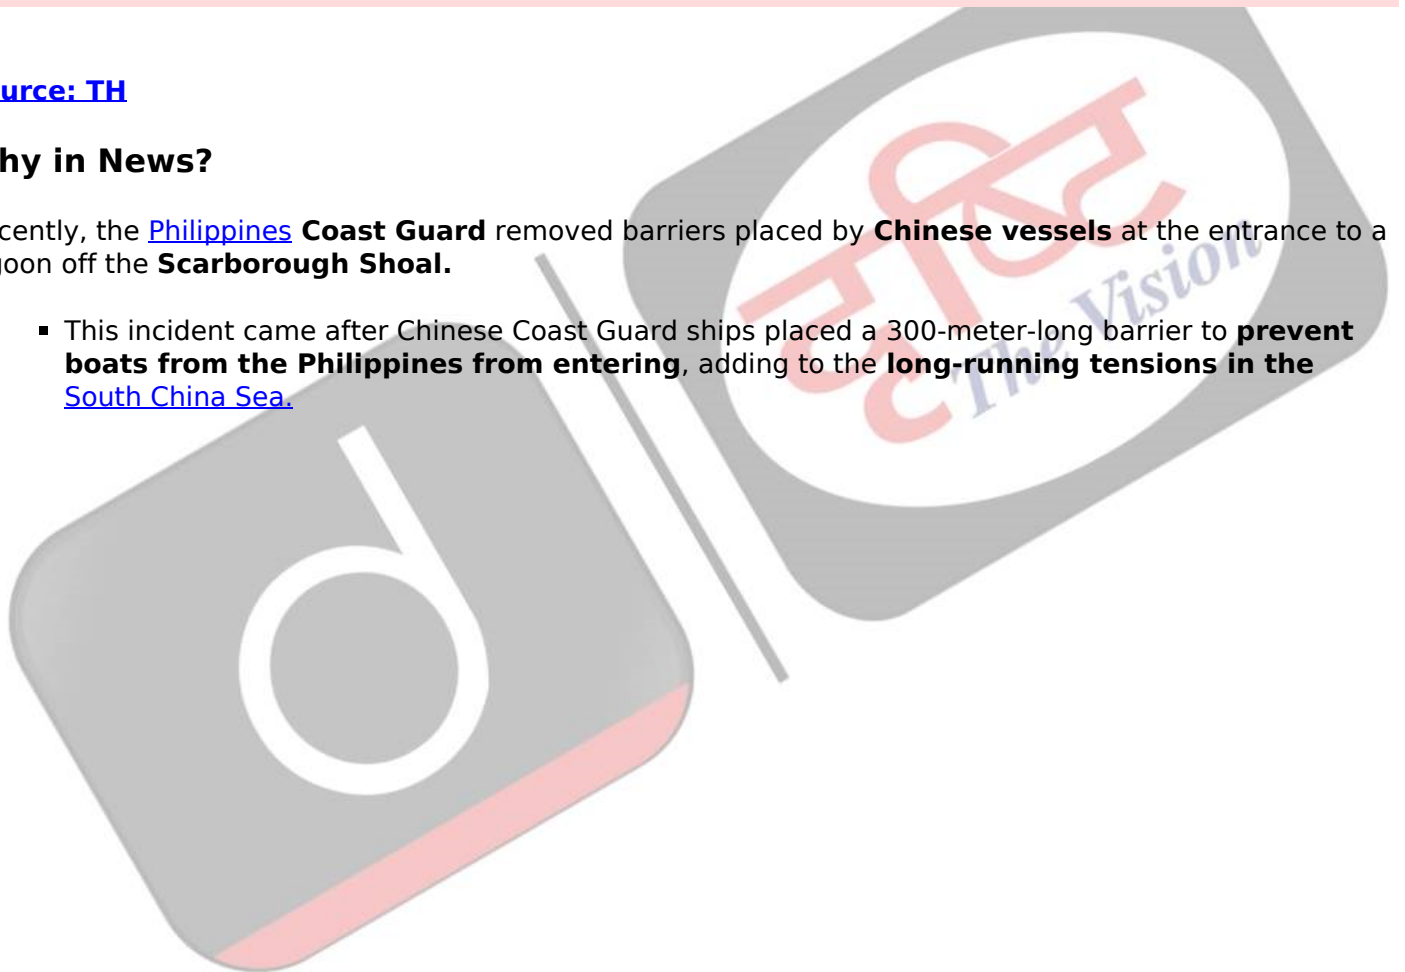 urce: TH
hy in News?
cently, the Philippines Coast Guard removed barriers placed by Chinese vessels at the entrance to a
goon off the Scarborough Shoal.
▪ This incident came after Chinese Coast Guard ships placed a 300-meter-long barrier to prevent
boats from the Philippines from entering, adding to the long-running tensions in the
South China Sea.
दृष्टि
The Vision
d